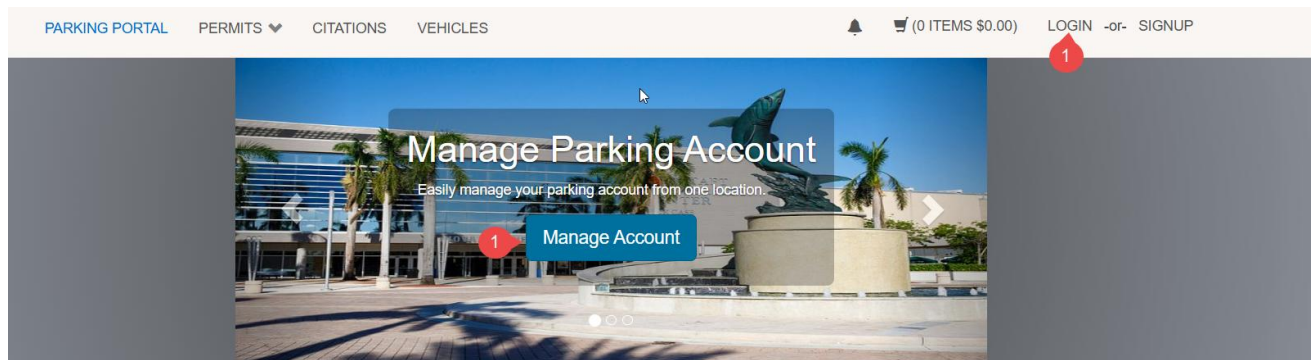 PARKING PORTAL PERMITS CITATIONS VEHICLES (0 ITEMS $0.00) LOGIN -or- SIGNUP
1
Manage Parking Account
Easily manage your parking account from one location.
1 Manage Account